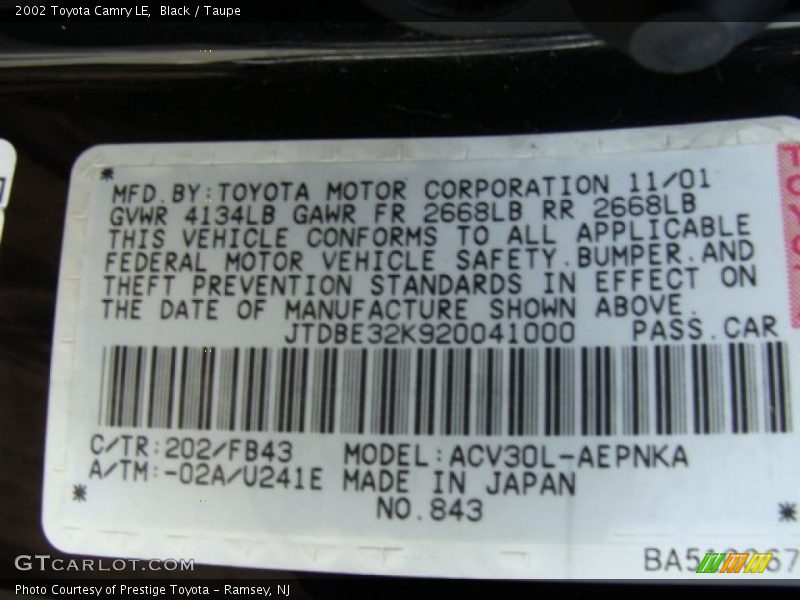 2002 Toyota Camry LE,  Black / Taupe
MFD.BY:TOYOTA MOTOR CORPORATION 11/01
GVWR 4134LB GAWR FR 2668LB RR 2668LB
THIS VEHICLE CONFORMS TO ALL APPLICABLE
FEDERAL MOTOR VEHICLE SAFETY.BUMPER.AND
THEFT PREVENTION STANDARDS IN EFFECT ON
THE DATE OF MANUFACTURE SHOWN ABOVE.
JTDBE32K920041000 PASS.CAR
C/TR:202/FB43 MODEL:ACV30L-AEPNKA
A/TM:-02A/U241E MADE IN JAPAN
NO.843
GTCARLOT.COM
Photo Courtesy of Prestige Toyota - Ramsey, NJ